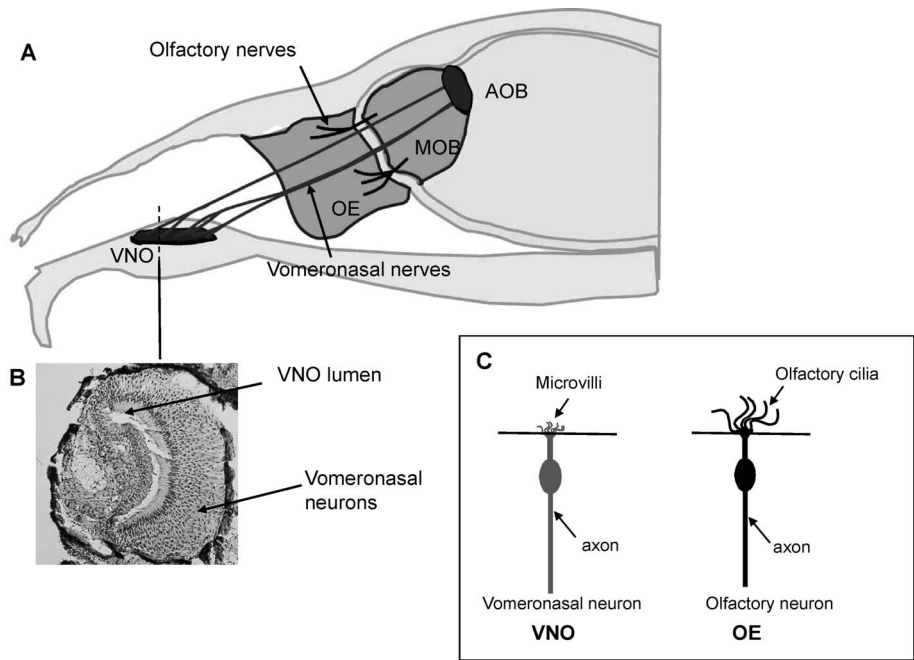 A
Olfactory nerves
AOB
MOB
OE
VNO
Vomeronasal nerves
B
VNO lumen
Vomeronasal
neurons
C
Microvilli
Olfactory cilia
axon
axon
Vomeronasal neuron
Olfactory neuron
VNO
OE